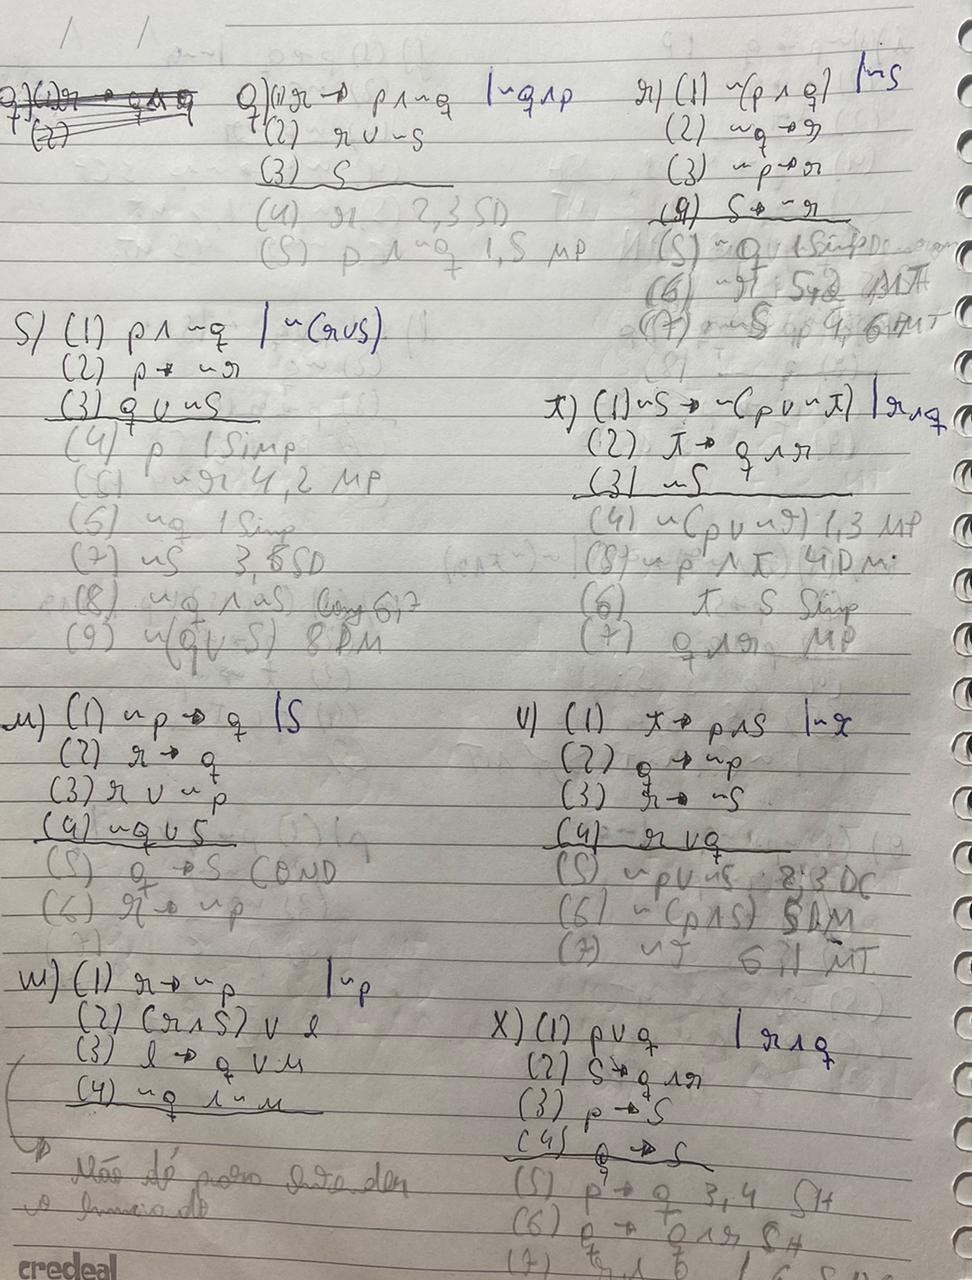 q) (1) r → p ∧ ~q | ~q ∧ p
(2) r ∨ ~s
(3) s
(4) r 2,3 SD
(5) p ∧ ~q 1,5 MP
r) (1) ~(p ∧ q) | ~s
(2) ~q → r
(3) ~p → r
(4) s → ~r
(5) ~q 1 Simp
(6) ~r 5,2
(7) ~s 4, 6 MT
s) (1) p ∧ ~q | ~(r ∨ s)
(2) p → ~r
(3) q ∨ ~s
(4) p 1 Simp
(5) ~r 4,2 MP
(6) ~q 1 Simp
(7) ~s 3,6 SD
(8) ~q ∧ ~s Conj 6,7
(9) ~(q ∨ s) 8 DM
t) (1) ~s → ~(p ∨ ~t) | r ∧ q
(2) t → q ∧ r
(3) ~s
(4) ~(p ∨ ~t) 1,3 MP
(5) ~p ∧ t 4 DM
(6) t 5 Simp
(7) q ∧ r MP
u) (1) ~p → q | s
(2) r → q
(3) r ∨ ~p
(4) ~q ∨ s
(5) q → s COND
(6) r → ~p
(7)
v) (1) t → p ∧ s | ~t
(2) q → ~p
(3) r → ~s
(4) r ∨ q
(5) ~p ∨ ~s 2,3 DC
(6) ~(p ∧ s) 5 DM
(7) ~t 6,1 MT
w) (1) r → ~p | ~p
(2) (r ∧ s) ∨ l
(3) l → q ∨ u
(4) ~q ∧ ~u
Não dá para entender
o enunciado
x) (1) p ∨ q | r ∧ q
(2) s → q ∧ r
(3) p → s
(4) q → s
(5) p → q 3,4 SH
(6) q → q ∧ r SH
(7)
credeal